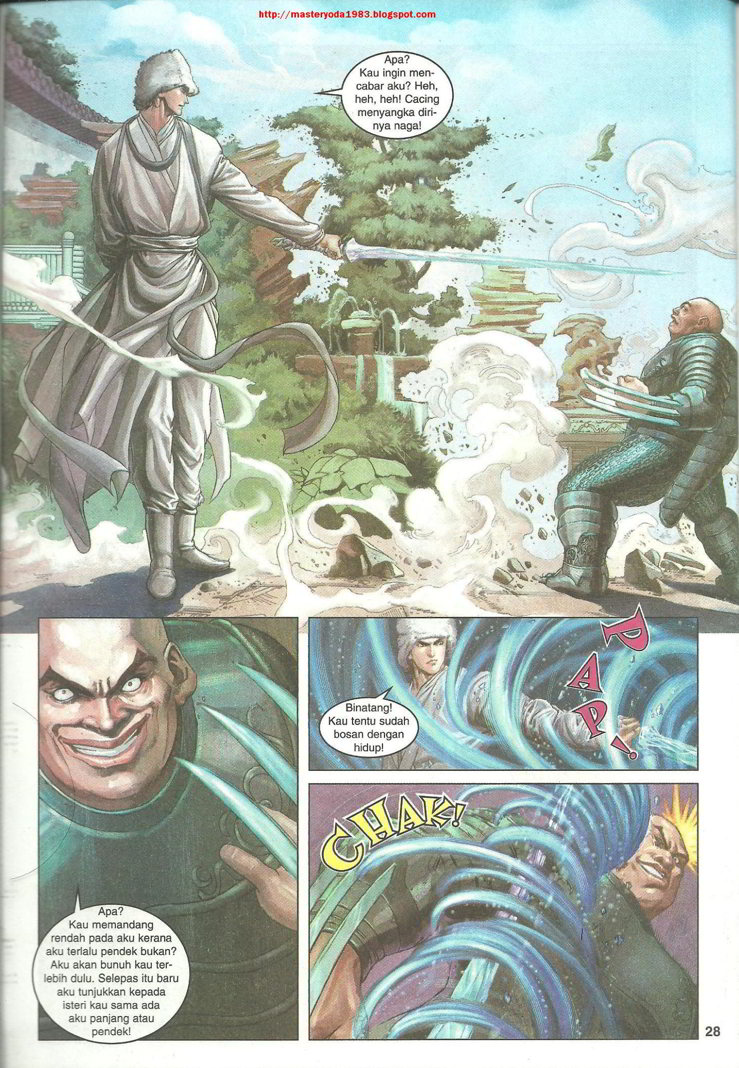 http://masteryoda1983.blogspot.com
Apa?
Kau ingin men-
cabar aku? Heh,
heh, heh! Cacing
menyangka diri-
nya naga!
Binatang!
Kau tentu sudah
bosan dengan
hidup!
PAP!
Apa?
Kau memandang
rendah pada aku kerana
aku terlalu pendek bukan?
Aku akan bunuh kau ter-
lebih dulu. Selepas itu baru
aku tunjukkan kepada
isteri kau sama ada
aku panjang atau
pendek!
CHAK!
28